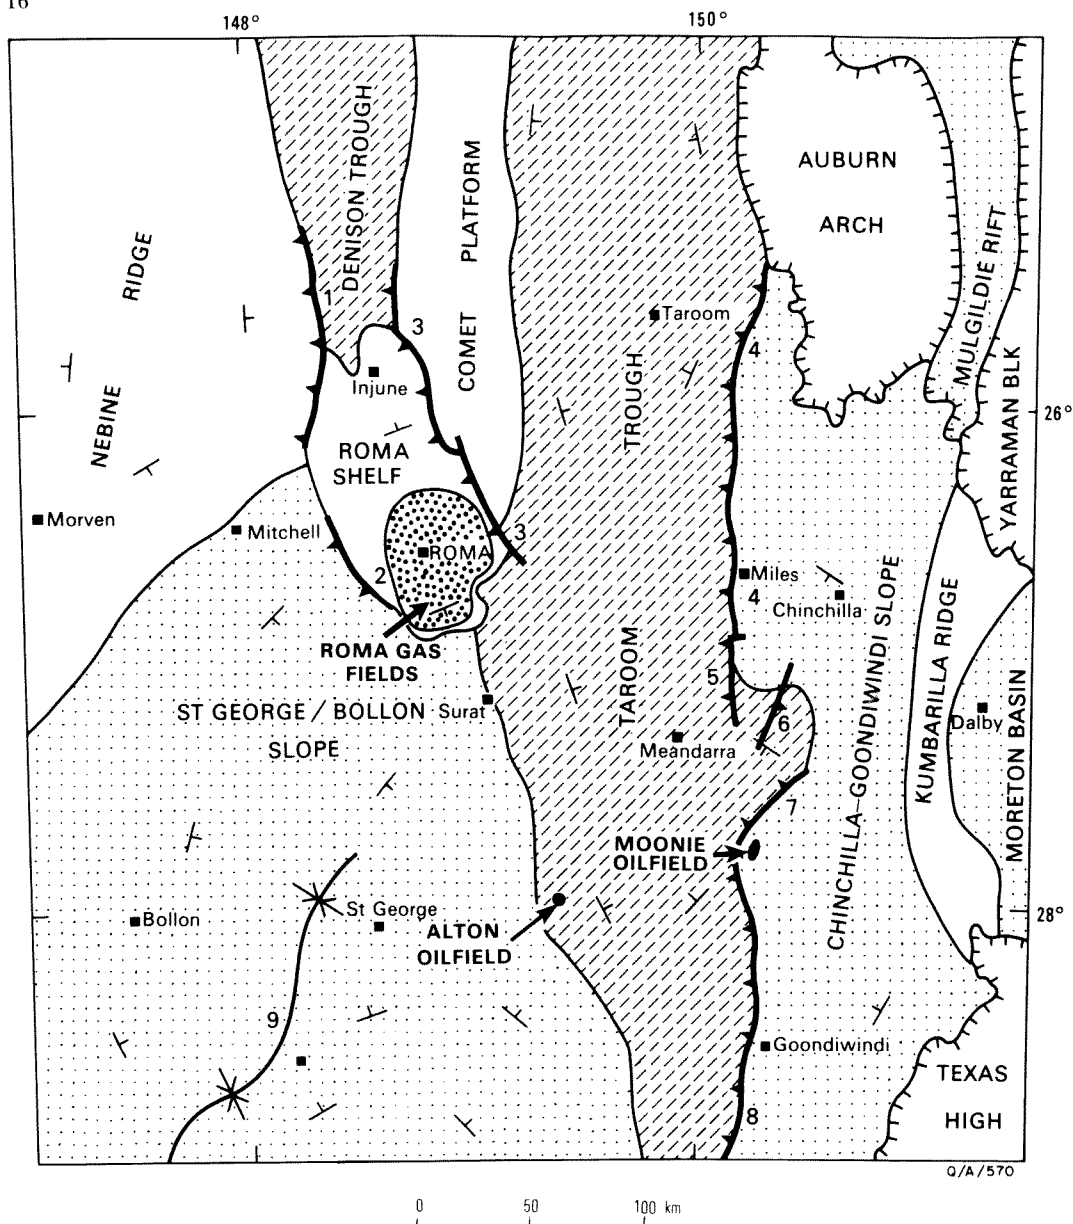 16
148°
150°
DENISON TROUGH
COMET PLATFORM
AUBURN
ARCH
MULGILDIE RIFT
NEBINE RIDGE
1
3
Taroom
4
Injune
TROUGH
26°
YARRAMAN BLK
ROMA
SHELF
Morven
Mitchell
ROMA
3
2
Miles
4
Chinchilla
ROMA GAS
FIELDS
TAROOM
5
6
CHINCHILLA-GOONDIWINDI SLOPE
KUMBARILLA RIDGE
MORETON BASIN
Dalby
ST GEORGE / BOLLON
SLOPE
Surat
Meandarra
7
MOONIE
OILFIELD
Bollon
St George
ALTON
OILFIELD
28°
9
Goondiwindi
TEXAS
HIGH
8
Q/A/570
0 50 100 km